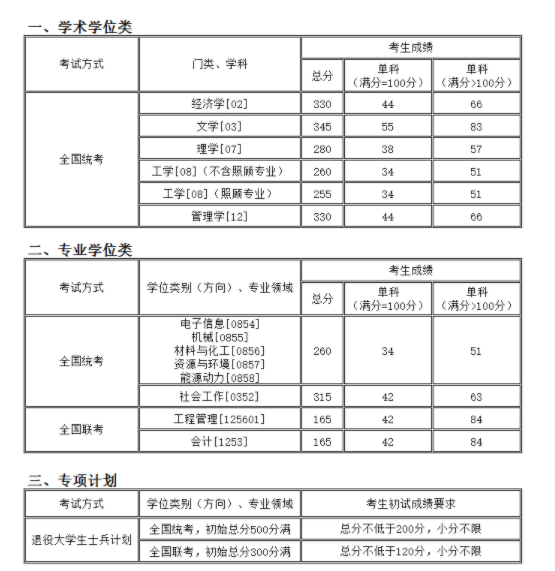 一、学术学位类
考试方式 门类、学科 考生成绩
总分 单科（满分=100分） 单科（满分>100分）
全国统考 经济学[02] 330 44 66
文学[03] 345 55 83
理学[07] 280 38 57
工学[08]（不含照顾专业） 260 34 51
工学[08]（照顾专业） 255 34 51
管理学[12] 330 44 66
二、专业学位类
考试方式 学位类别（方向）、专业领域 考生成绩
总分 单科（满分=100分） 单科（满分>100分）
全国统考 电子信息[0854]
机械[0855]
材料与化工[0856] 260 34 51
资源与环境[0857]
能源动力[0858]
社会工作[0352] 315 42 63
全国联考 工程管理[125601] 165 42 84
会计[1253] 165 42 84
三、专项计划
考试方式 学位类别（方向）、专业领域 考生初试成绩要求
退役大学生士兵计划 全国统考，初始总分500分满 总分不低于200分，小分不限
全国联考，初始总分300分满 总分不低于120分，小分不限